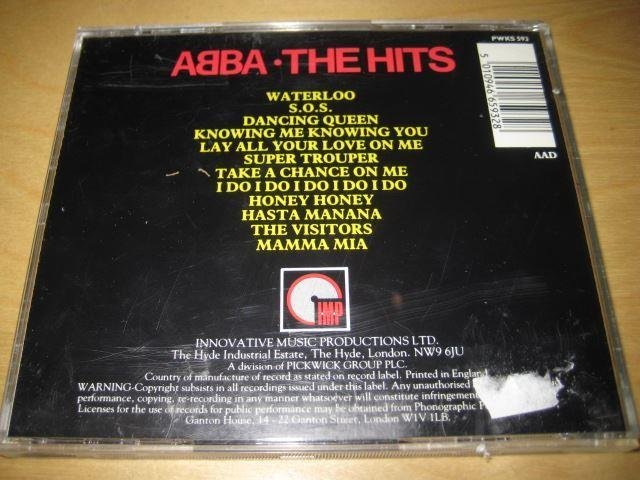 ABBA · THE HITS
PWKS 593
5 010946 659328
AAD
WATERLOO
S.O.S.
DANCING QUEEN
KNOWING ME KNOWING YOU
LAY ALL YOUR LOVE ON ME
SUPER TROUPER
TAKE A CHANCE ON ME
I DO I DO I DO I DO I DO
HONEY HONEY
HASTA MANANA
THE VISITORS
MAMMA MIA
IMP
INNOVATIVE MUSIC PRODUCTIONS LTD.
The Hyde Industrial Estate, The Hyde, London. NW9 6JU
A division of PICKWICK GROUP PLC.
Country of manufacture of record as stated on record label. Printed in England
WARNING-Copyright subsists in all recordings issued under this label. Any unauthorised
performance, copying, re-recording in any manner whatsoever will constitute infringement
Licenses for the use of records for public performance may be obtained from Phonographic P
Ganton House, 14 - 22 Ganton Street, London W1V 1LB.